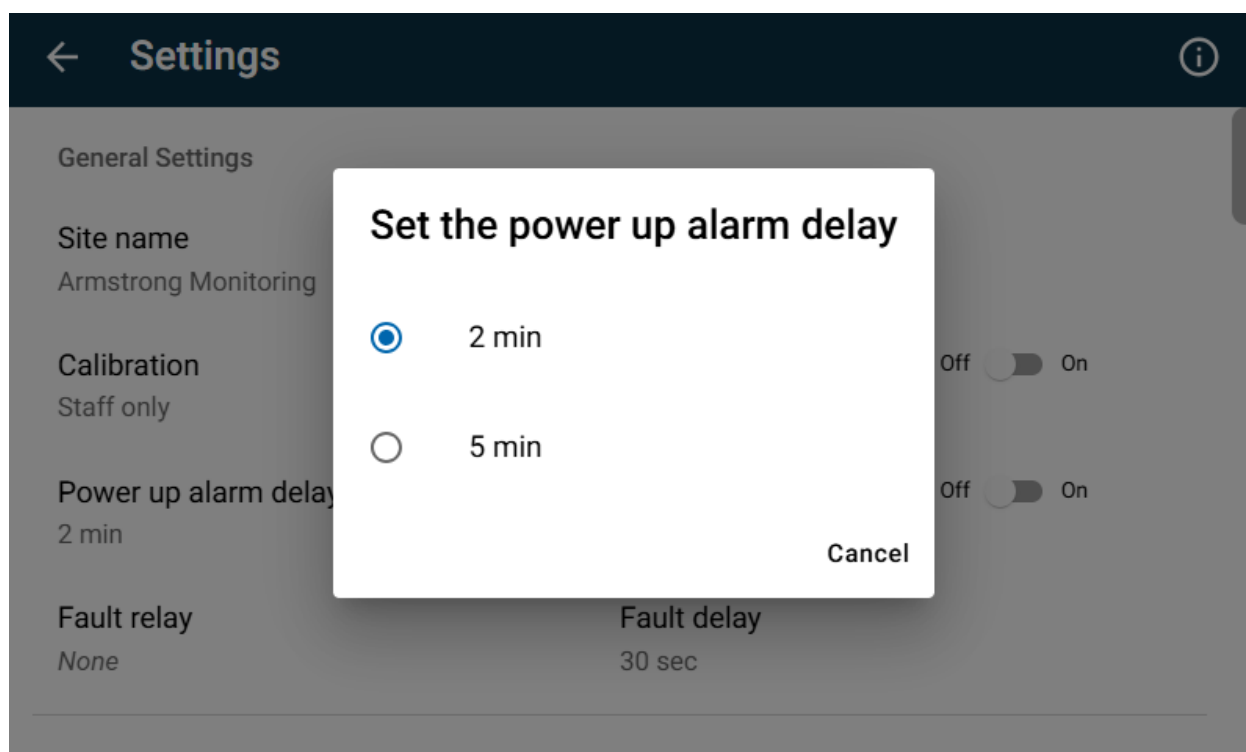 Settings
General Settings
Site name
Armstrong Monitoring
Calibration
Staff only
Off On
Power up alarm delay
2 min
Off On
Fault relay
None
Fault delay
30 sec
Set the power up alarm delay
2 min
5 min
Cancel